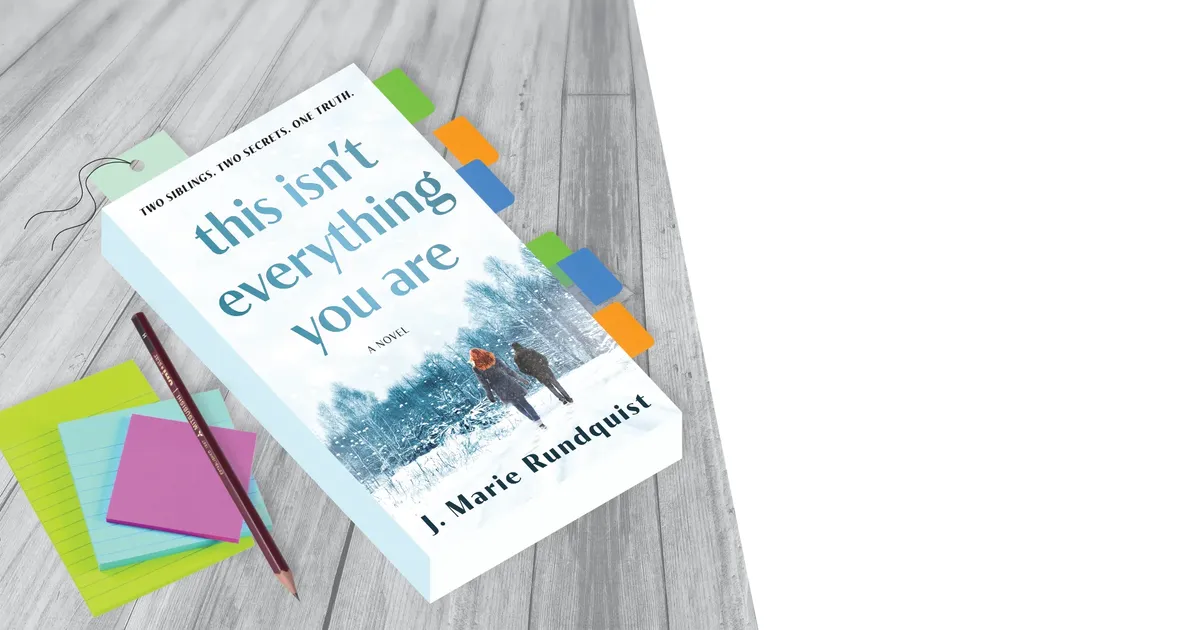 TWO SIBLINGS. TWO SECRETS. ONE TRUTH.
this isn't
everything
you are
A NOVEL
J. Marie Rundquist